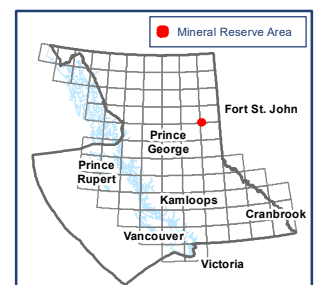 Mineral Reserve Area
Fort St. John
Prince
George
Prince
Rupert
Kamloops
Cranbrook
Vancouver
Victoria